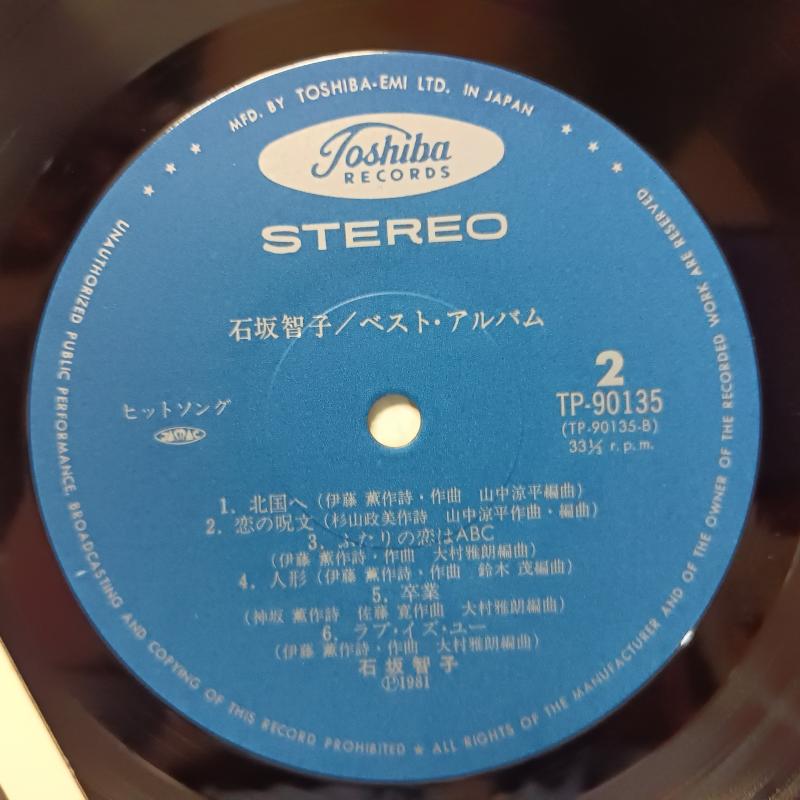 MFD. BY TOSHIBA-EMI LTD. IN JAPAN
Toshiba
RECORDS
STEREO
石坂智子／ベスト・アルバム
2
TP-90135
(TP-90135-B)
33⅓ r.p.m.
ヒットソング
1. 北国へ（伊藤 薫作詩・作曲 山中涼平編曲）
2. 恋の呪文（杉山政美作詩 山中涼平作曲・編曲）
3. ふたりの恋はABC
（伊藤 薫作詩・作曲 大村雅朗編曲）
4. 人形（伊藤 薫作詩・作曲 鈴木 茂編曲）
5. 卒業
（神坂 薫作詩 佐藤 寛作曲 大村雅朗編曲）
6. ラブ・イズ・ユー
（伊藤 薫作詩・作曲 大村雅朗編曲）
石坂智子
Ⓟ1981
UNAUTHORIZED PUBLIC PERFORMANCE, BROADCASTING AND COPYING OF THIS RECORD PROHIBITED ★ ALL RIGHTS OF THE MANUFACTURER AND OF THE OWNER OF THE RECORDED WORK ARE RESERVED